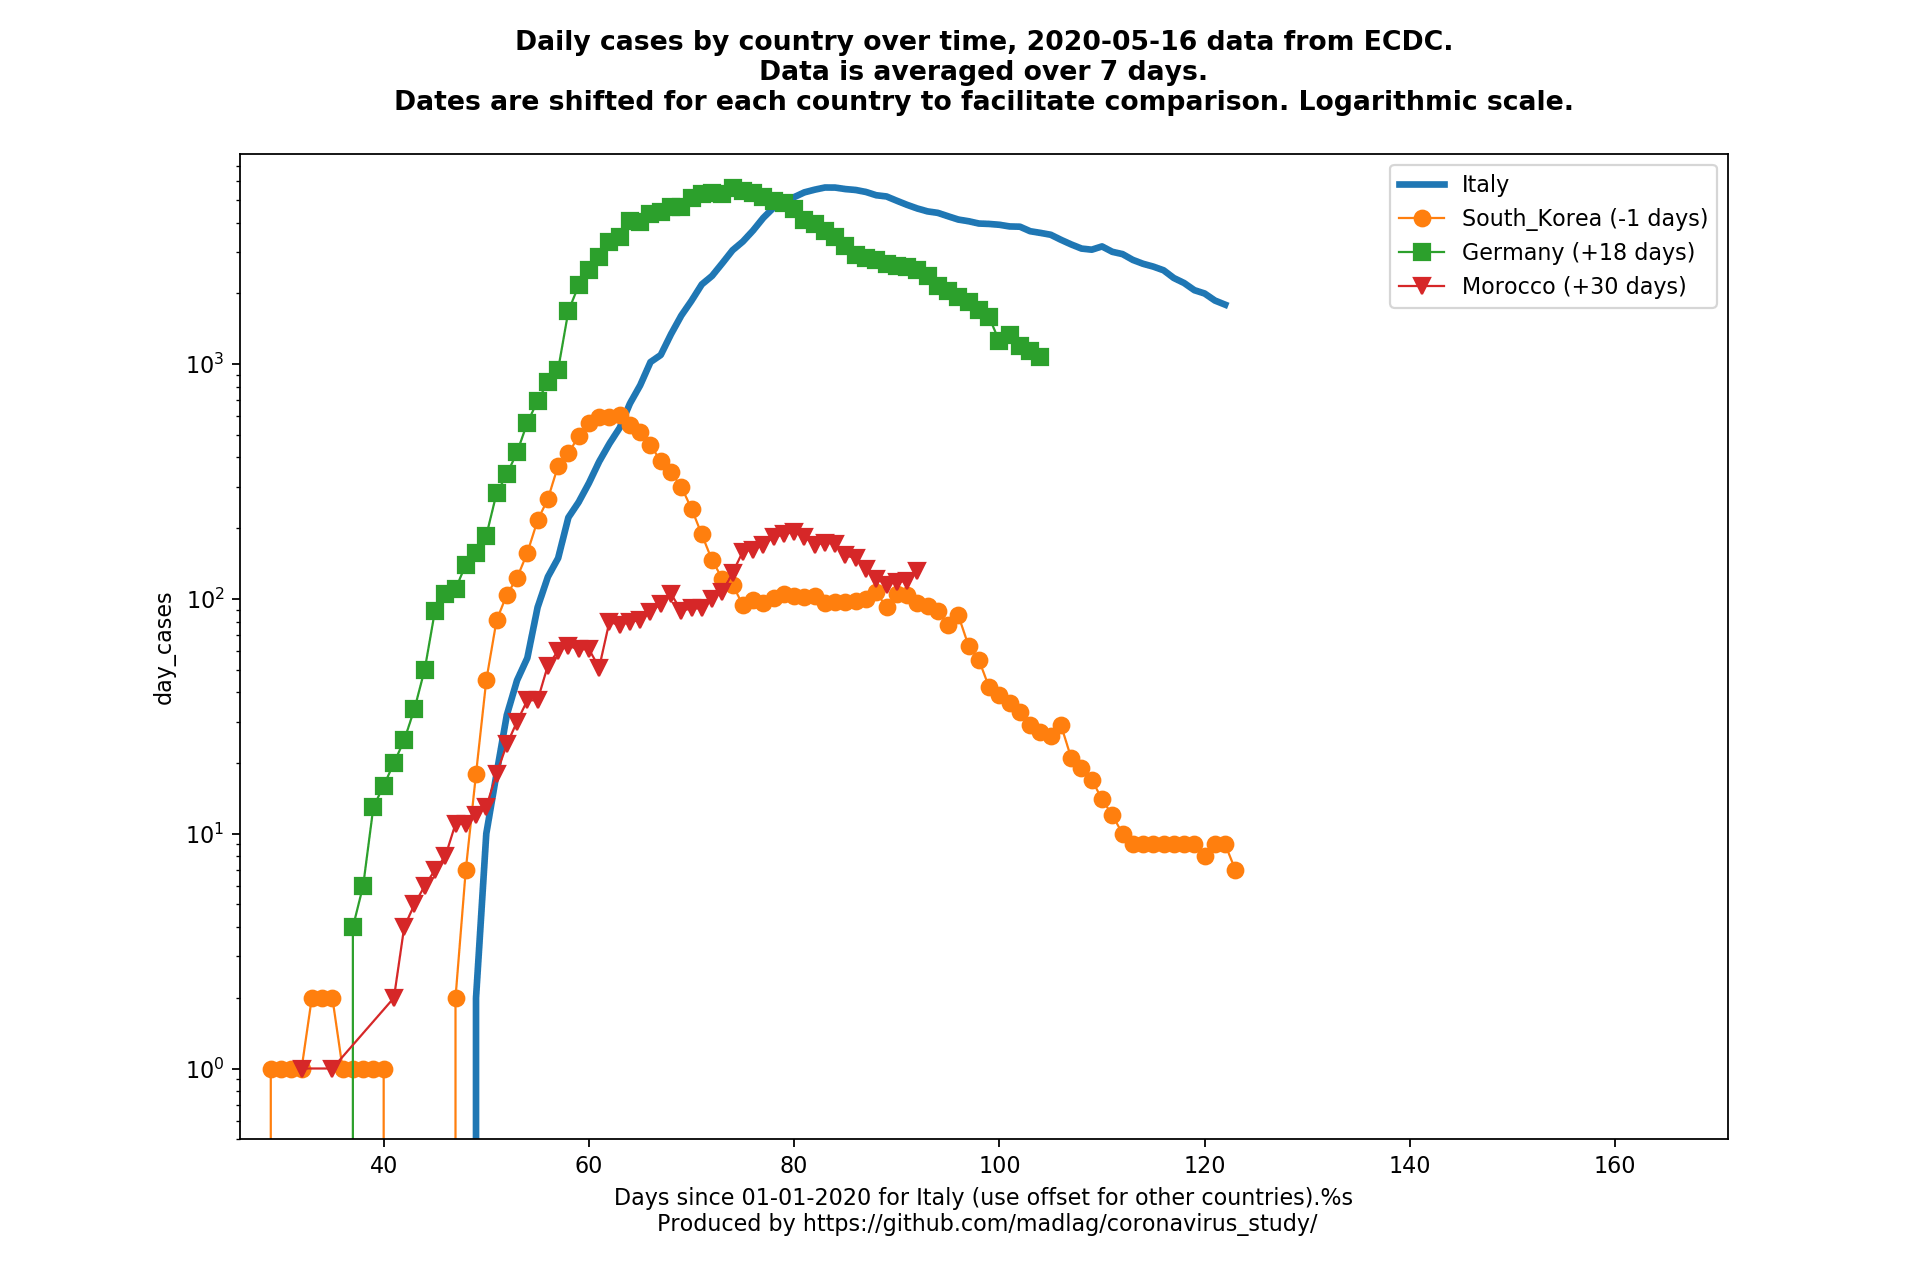 Daily cases by country over time, 2020-05-16 data from ECDC.
Data is averaged over 7 days.
Dates are shifted for each country to facilitate comparison. Logarithmic scale.
Italy
South_Korea (-1 days)
Germany (+18 days)
Morocco (+30 days)
10³
10²
10¹
10⁰
day_cases
40 60 80 100 120 140 160
Days since 01-01-2020 for Italy (use offset for other countries).%s
Produced by https://github.com/madlag/coronavirus_study/